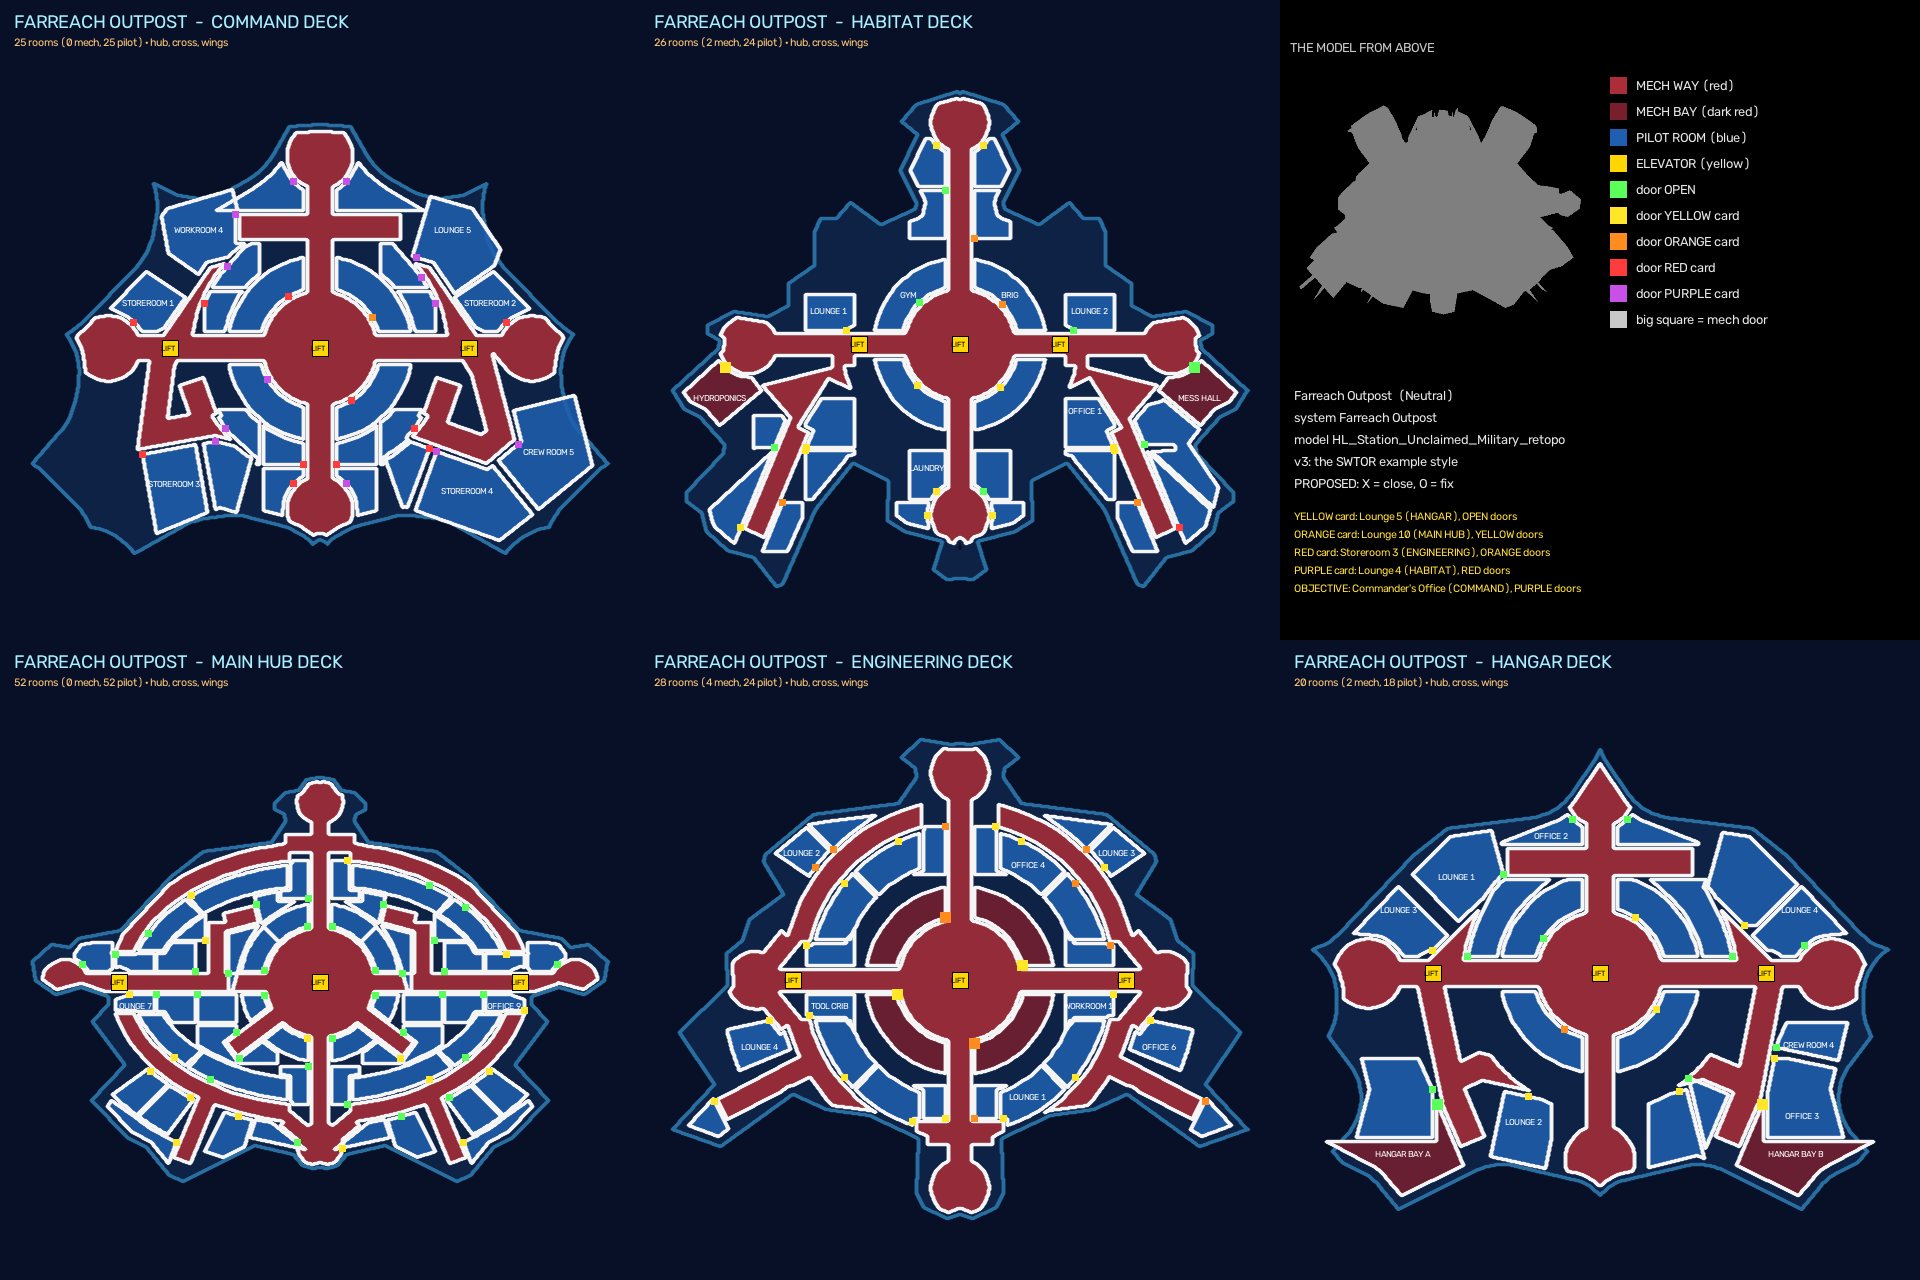 FARREACH OUTPOST - COMMAND DECK
25 rooms (0 mech, 25 pilot) • hub, cross, wings
WORKROOM 4
LOUNGE 5
STOREROOM 1
STOREROOM 2
LIFT
LIFT
LIFT
CREW ROOM 5
STOREROOM 3
STOREROOM 4
FARREACH OUTPOST - HABITAT DECK
26 rooms (2 mech, 24 pilot) • hub, cross, wings
GYM
BRIG
LOUNGE 1
LOUNGE 2
LIFT
LIFT
LIFT
HYDROPONICS
MESS HALL
OFFICE 1
LAUNDRY
THE MODEL FROM ABOVE
MECH WAY (red)
MECH BAY (dark red)
PILOT ROOM (blue)
ELEVATOR (yellow)
door OPEN
door YELLOW card
door ORANGE card
door RED card
door PURPLE card
big square = mech door
Farreach Outpost (Neutral)
system Farreach Outpost
model HL_Station_Unclaimed_Military_retopo
v3: the SWTOR example style
PROPOSED: X = close, O = fix
YELLOW card: Lounge 5 (HANGAR), OPEN doors
ORANGE card: Lounge 10 (MAIN HUB), YELLOW doors
RED card: Storeroom 3 (ENGINEERING), ORANGE doors
PURPLE card: Lounge 4 (HABITAT), RED doors
OBJECTIVE: Commander's Office (COMMAND), PURPLE doors
FARREACH OUTPOST - MAIN HUB DECK
52 rooms (0 mech, 52 pilot) • hub, cross, wings
LIFT
LIFT
LIFT
LOUNGE 7
OFFICE 9
FARREACH OUTPOST - ENGINEERING DECK
28 rooms (4 mech, 24 pilot) • hub, cross, wings
LOUNGE 2
LOUNGE 3
OFFICE 4
LIFT
LIFT
LIFT
TOOL CRIB
WORKROOM 1
LOUNGE 4
OFFICE 6
LOUNGE 1
FARREACH OUTPOST - HANGAR DECK
20 rooms (2 mech, 18 pilot) • hub, cross, wings
OFFICE 2
LOUNGE 1
LOUNGE 3
LOUNGE 4
LIFT
LIFT
LIFT
CREW ROOM 4
OFFICE 3
LOUNGE 2
HANGAR BAY A
HANGAR BAY B